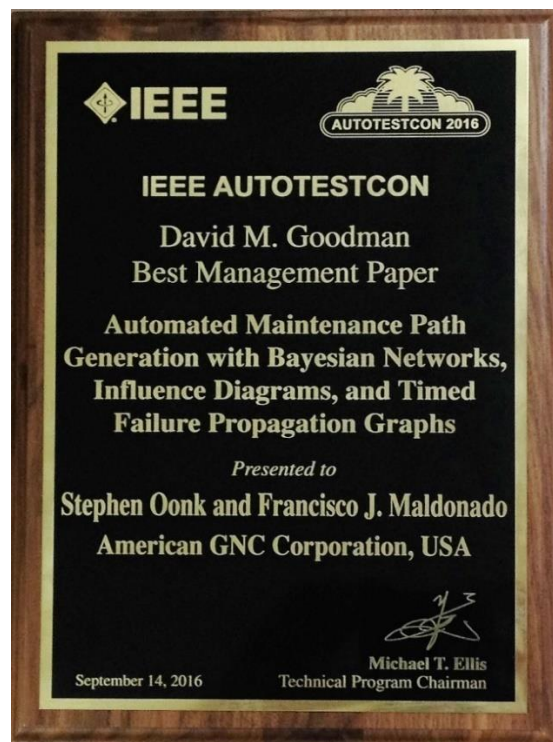 IEEE
AUTOTESTCON 2016
IEEE AUTOTESTCON
David M. Goodman
Best Management Paper
Automated Maintenance Path
Generation with Bayesian Networks,
Influence Diagrams, and Timed
Failure Propagation Graphs
Presented to
Stephen Oonk and Francisco J. Maldonado
American GNC Corporation, USA
Michael T. Ellis
September 14, 2016 Technical Program Chairman